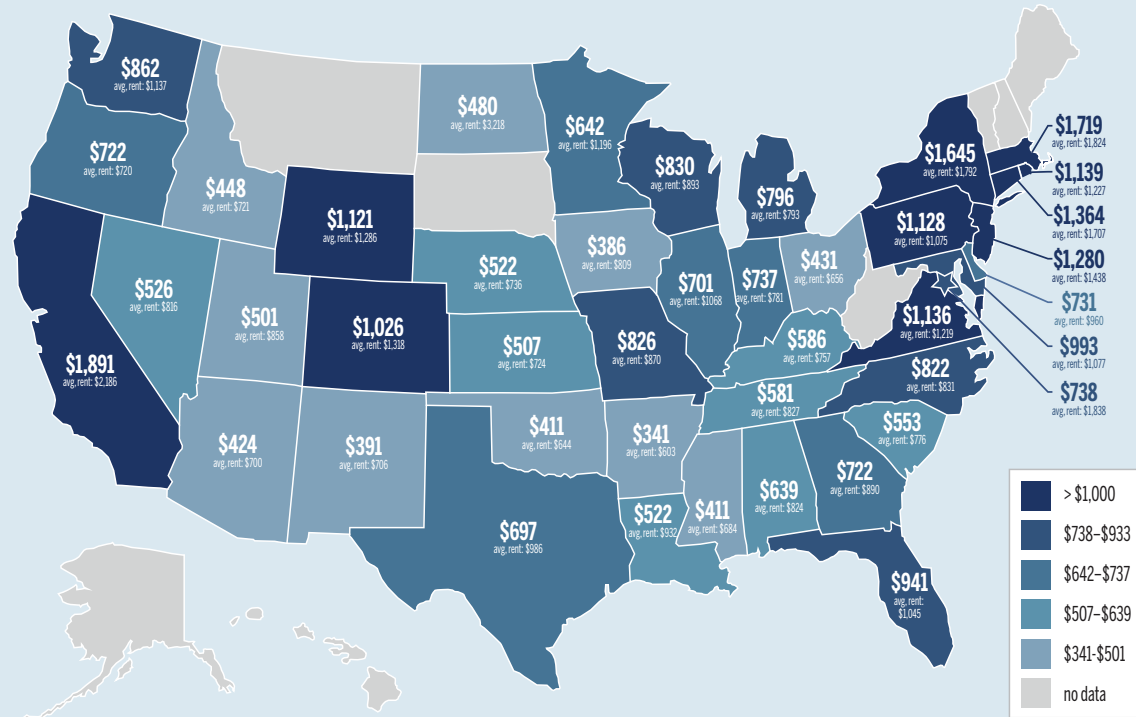 $862
avg, rent: $1,137
$722
avg, rent: $720
$448
avg, rent: $721
$480
avg, rent: $3,218
$642
avg, rent: $1,196
$830
avg, rent: $893
$796
avg, rent: $793
$1,645
avg, rent: $1,792
$1,719
avg, rent: $1,824
$1,139
avg, rent: $1,227
$1,364
avg, rent: $1,707
$1,280
avg, rent: $1,438
$731
avg, rent: $960
$993
avg, rent: $1,077
$738
avg, rent: $1,838
$1,121
avg, rent: $1,286
$1,128
avg, rent: $1,075
$386
avg, rent: $809
$431
avg, rent: $656
$526
avg, rent: $816
$522
avg, rent: $736
$701
avg, rent: $1068
$737
avg, rent: $781
$501
avg, rent: $858
$1,026
avg, rent: $1,318
$1,136
avg, rent: $1,219
$1,891
avg, rent: $2,186
$507
avg, rent: $724
$826
avg, rent: $870
$586
avg, rent: $757
$822
avg, rent: $831
$581
avg, rent: $827
$424
avg, rent: $700
$391
avg, rent: $706
$411
avg, rent: $644
$341
avg, rent: $603
$553
avg, rent: $776
$697
avg, rent: $986
$522
avg, rent: $932
$411
avg, rent: $684
$639
avg, rent: $824
$722
avg, rent: $890
$941
avg, rent:
$1,045
> $1,000
$738–$933
$642–$737
$507–$639
$341-$501
no data